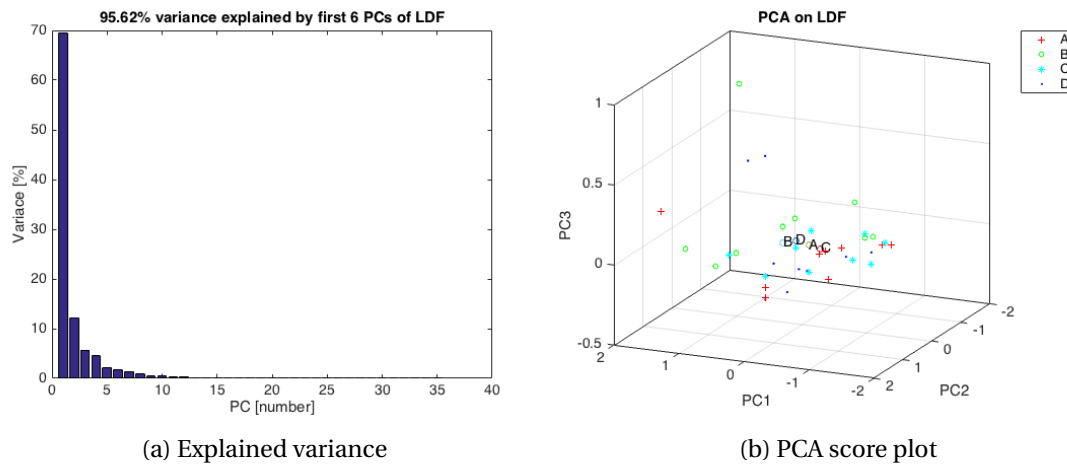 95.62% variance explained by first 6 PCs of LDF
70
60
50
40
30
20
10
0
Variace [%]
0 5 10 15 20 25 30 35 40
PC [number]
(a) Explained variance
PCA on LDF
A
B
C
D
1
0.5
0
-0.5
PC3
B D A C
2 1 0 -1 -2
PC1
2 1 0 -1 -2
PC2
(b) PCA score plot